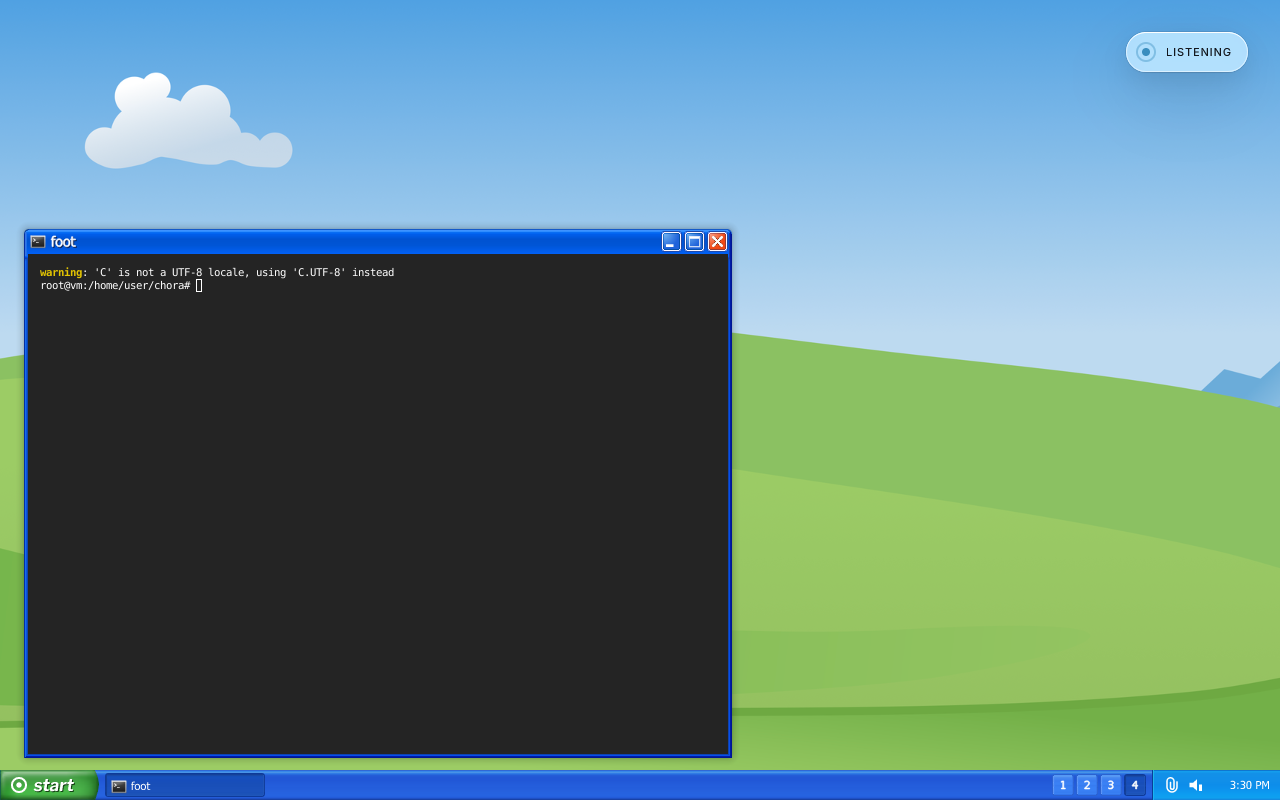 LISTENING
foot
warning: 'C' is not a UTF-8 locale, using 'C.UTF-8' instead
root@vm:/home/user/chora#
start
foot
1 2 3 4
3:30 PM